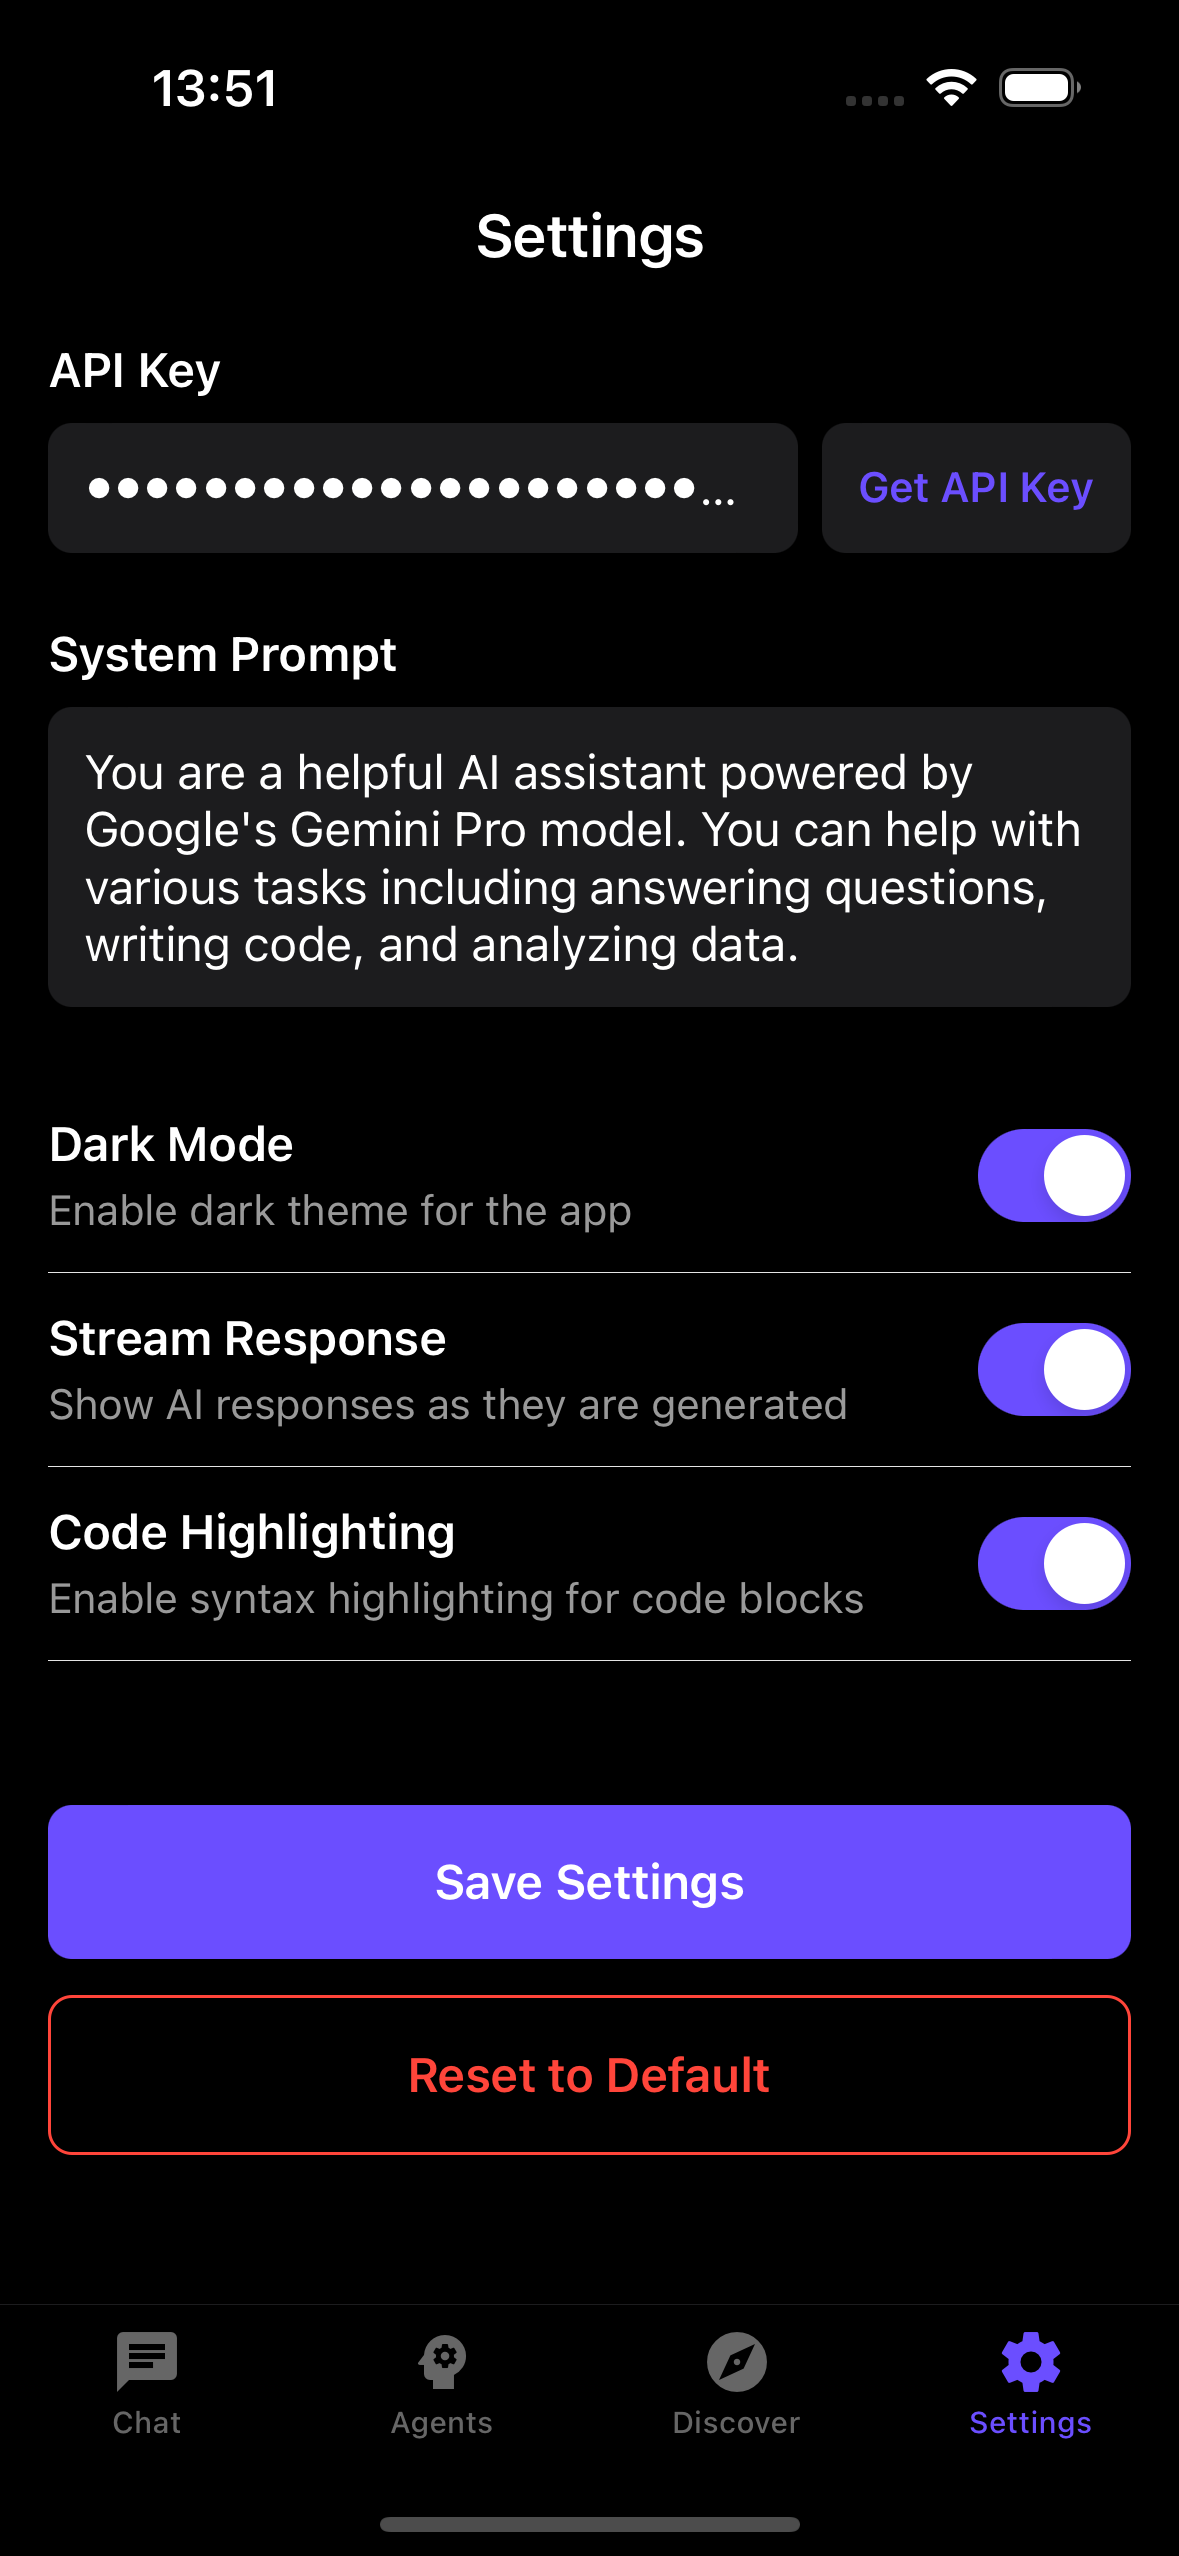 13:51
Settings
API Key
●●●●●●●●●●●●●●●●●●●●●...
Get API Key
System Prompt
You are a helpful AI assistant powered by
Google's Gemini Pro model. You can help with
various tasks including answering questions,
writing code, and analyzing data.
Dark Mode
Enable dark theme for the app
Stream Response
Show AI responses as they are generated
Code Highlighting
Enable syntax highlighting for code blocks
Save Settings
Reset to Default
Chat
Agents
Discover
Settings